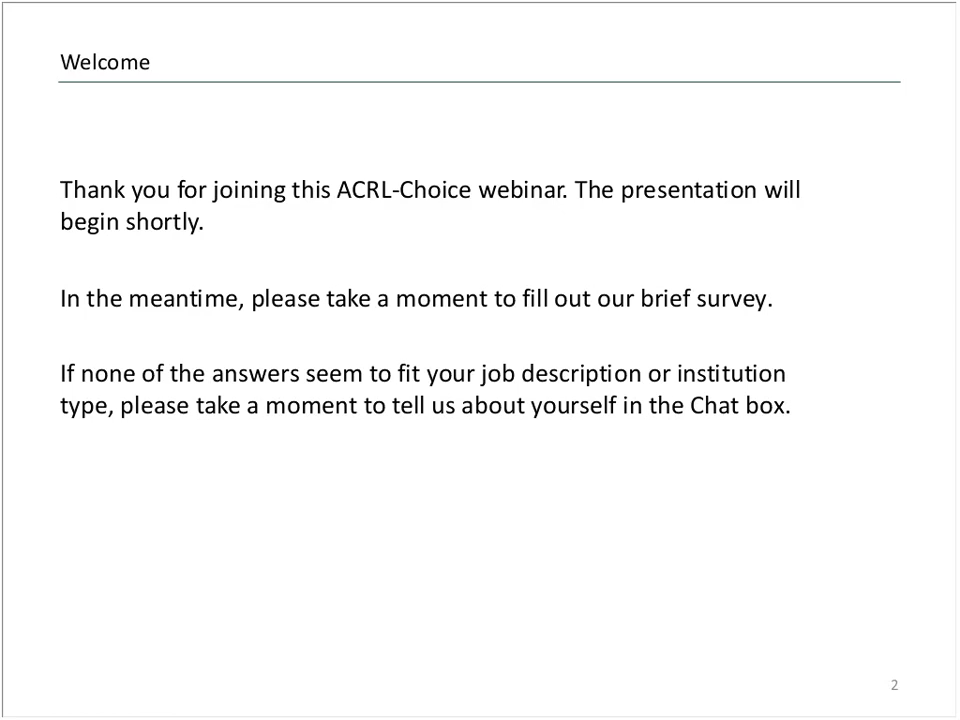 Welcome
Thank you for joining this ACRL-Choice webinar. The presentation will
begin shortly.
In the meantime, please take a moment to fill out our brief survey.
If none of the answers seem to fit your job description or institution
type, please take a moment to tell us about yourself in the Chat box.
2